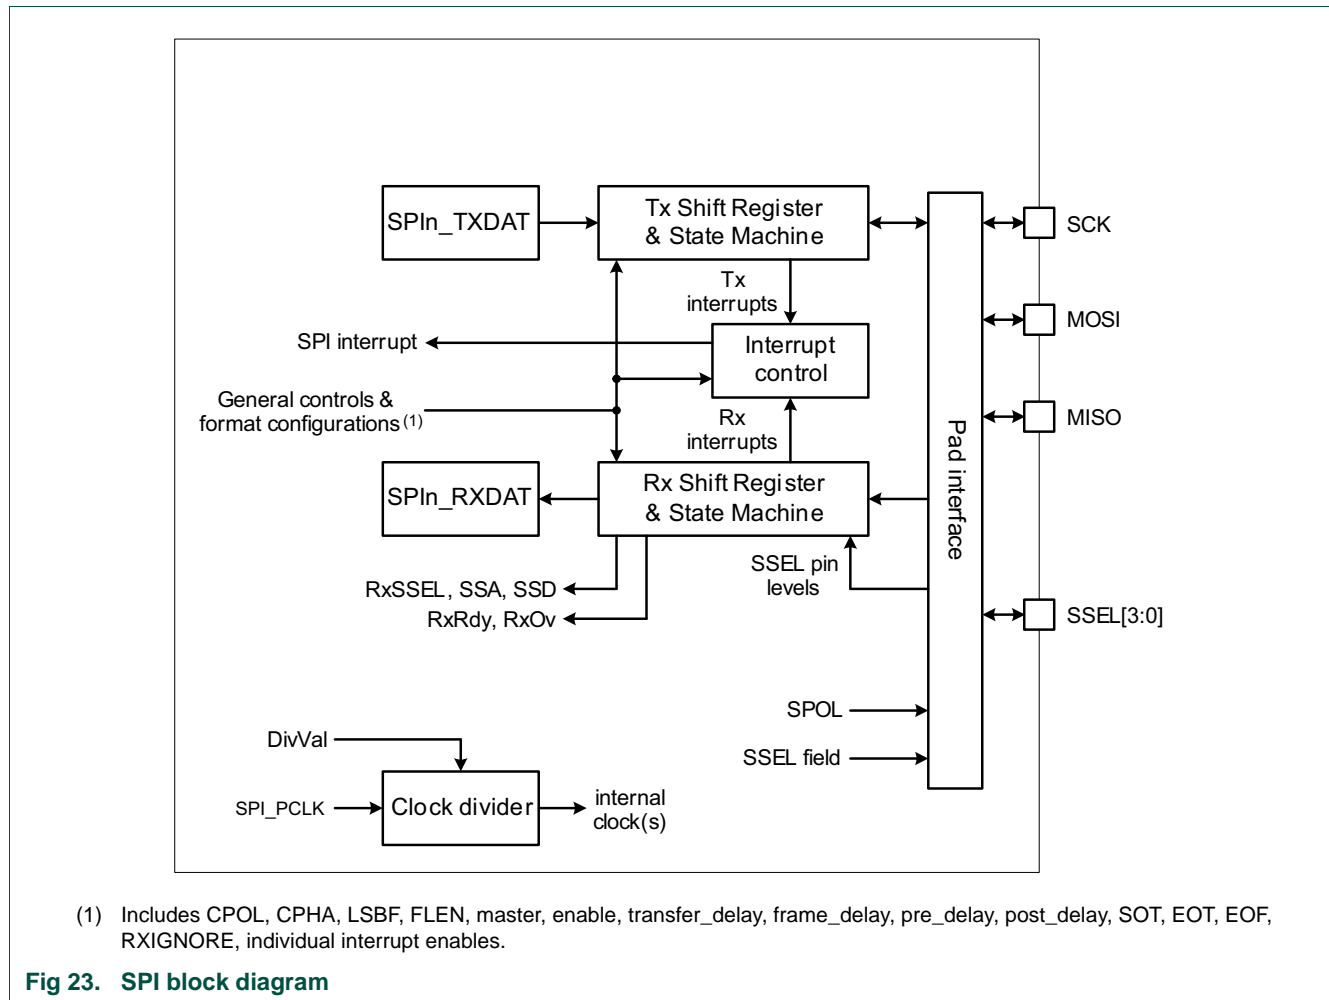 SPIn_TXDAT
Tx Shift Register
& State Machine
SCK
Tx
interrupts
MOSI
SPI interrupt
Interrupt
control
General controls &
format configurations (1)
Rx
interrupts
MISO
Pad interface
SPIn_RXDAT
Rx Shift Register
& State Machine
SSEL pin
levels
RxSSEL, SSA, SSD
RxRdy, RxOv
SSEL[3:0]
SPOL
SSEL field
DivVal
SPI_PCLK
Clock divider
internal
clock(s)
(1) Includes CPOL, CPHA, LSBF, FLEN, master, enable, transfer_delay, frame_delay, pre_delay, post_delay, SOT, EOT, EOF,
RXIGNORE, individual interrupt enables.
Fig 23. SPI block diagram